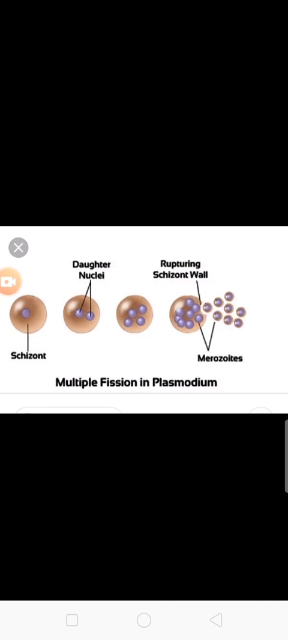 Daughter
Nuclei
Rupturing
Schizont Wall
Schizont
Merozoites
Multiple Fission in Plasmodium